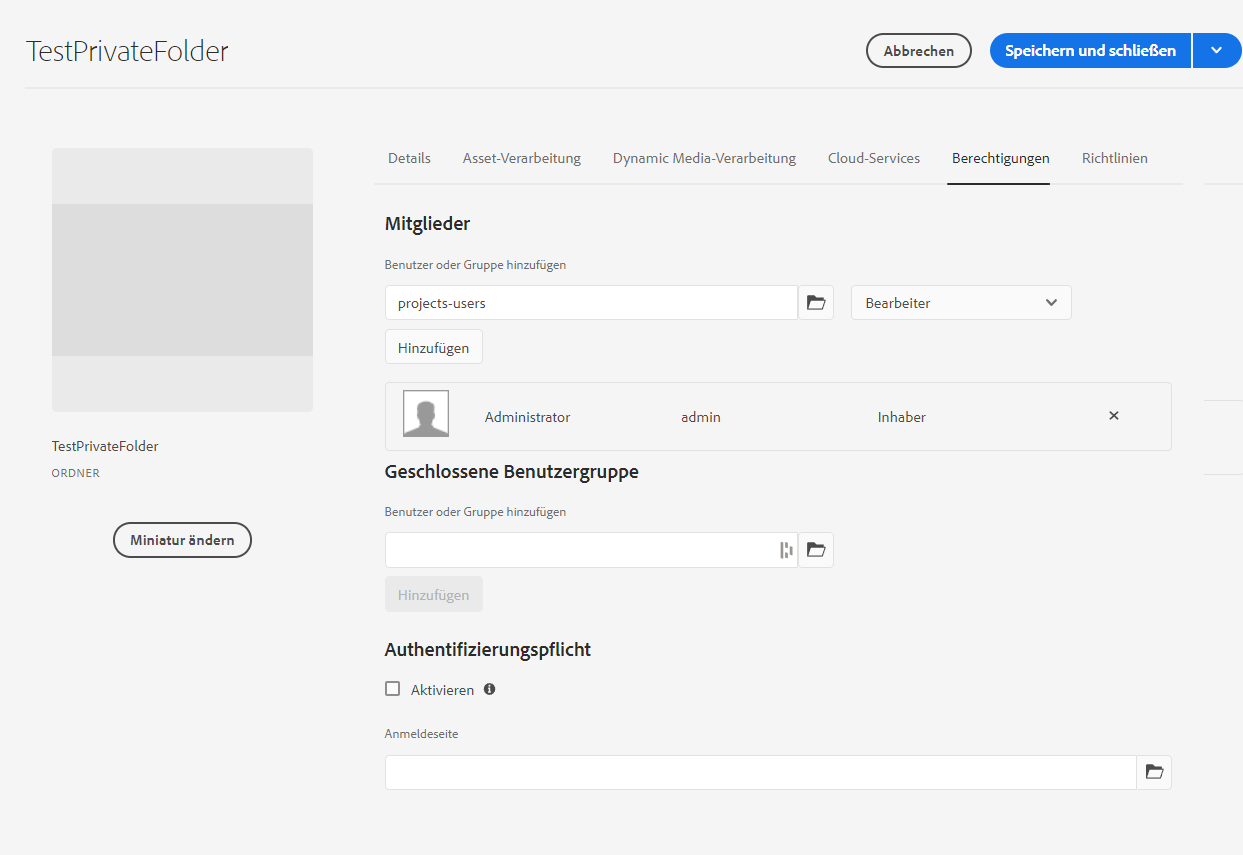 TestPrivateFolder
Abbrechen
Speichern und schließen
Details
Asset-Verarbeitung
Dynamic Media-Verarbeitung
Cloud-Services
Berechtigungen
Richtlinien
Mitglieder
Benutzer oder Gruppe hinzufügen
projects-users
Bearbeiter
Hinzufügen
Administrator
admin
Inhaber
TestPrivateFolder
ORDNER
Miniatur ändern
Geschlossene Benutzergruppe
Benutzer oder Gruppe hinzufügen
Hinzufügen
Authentifizierungspflicht
Aktivieren
Anmeldeseite